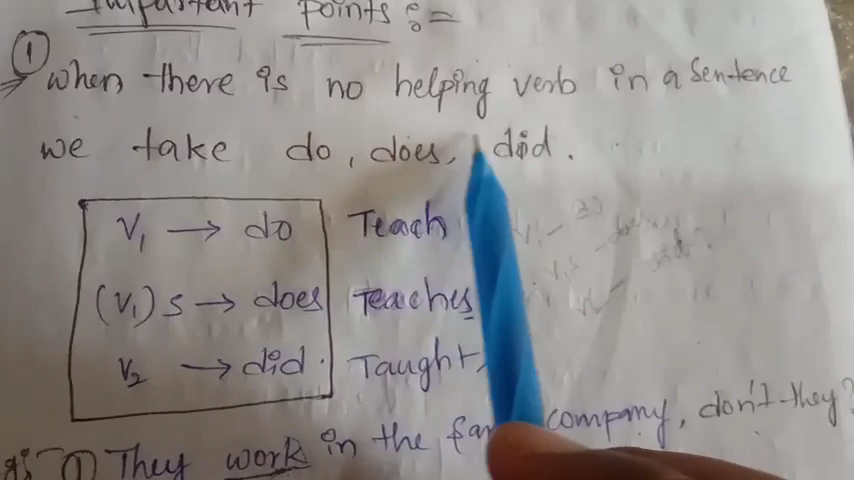 Important Points :=
① when there is no helping verb in a sentence
we take do, does, did.
V₁ → do Teach
(V₁) s → does Teaches
V₂ → did. Taught,
① They work in the company, don't they?